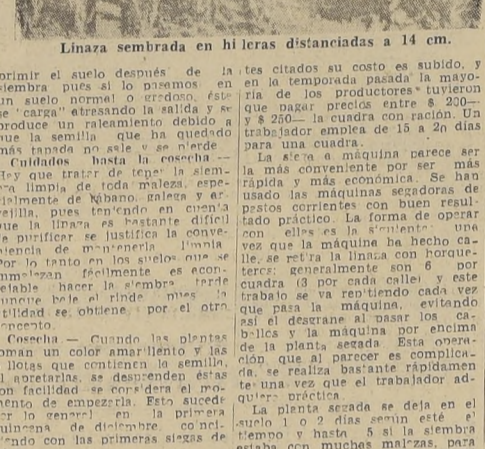 Linaza sembrada en hileras distanciadas a 14 cm.
primir el suelo después de la
siembra pues si lo pasamos en
un suelo normal o gredoso, éste
se "carga" atresando la salida y se
produce un raleamiento debido a
que la semilla que ha quedado
más tapada no sale y se pierde
Cuidados hasta la cosecha.—
Hay que tratar de tener la siem-
limpia de toda maleza, espe-
cialmente de rábano, galega y ar-
vejilla, pues teniendo en cuenta
que la linaza es bastante difícil
de purificar se justifica la conve-
niencia de mantenerla limpia
Por lo tanto en los suelos que se
enmalezan fácilmente es acon-
sejable hacer la siembra tarde
aunque baje el rinde pues la
utilidad se obtiene por el otro
concepto.
Cosecha.— Cuando las plantas
toman un color amarillento y las
llotas que contienen la semilla,
al apretarlas, se desprenden éstas
con facilidad se considera el mo-
mento de empezarla. Esto sucede
por lo general en la primera
quincena de diciembre, coinci-
endo con las primeras siegas de
tes citados su costo es subido, y
en la temporada pasada la mayo-
ría de los productores tuvieron
que pagar precios entre $ 200—
y $ 250— la cuadra con ración. Un
trabajador emplea de 15 a 20 días
para una cuadra.
La siega a máquina parece ser
la más conveniente por ser más
rápida y más económica. Se han
usado las máquinas segadoras de
pastos corrientes con buen resul-
tado práctico. La forma de operar
con ellas es la siguiente: una
vez que la máquina ha hecho ca-
lle, se retira la linaza con horque-
teros; generalmente son 6 por
cuadra (3 por cada calle) y este
trabajo se va repitiendo cada vez
que pasa la máquina, evitando
así el desgrane al pasar los ca-
ballos y la máquina por encima
de la planta segada. Esta opera-
ción, que al parecer es complica-
da, se realiza bastante rápidamen
te una vez que el trabajador ad-
quiere práctica.
La planta segada se deja en el
suelo 1 o 2 días según esté el
tiempo y hasta 5 si la siembra
estaba con muchas malezas, para